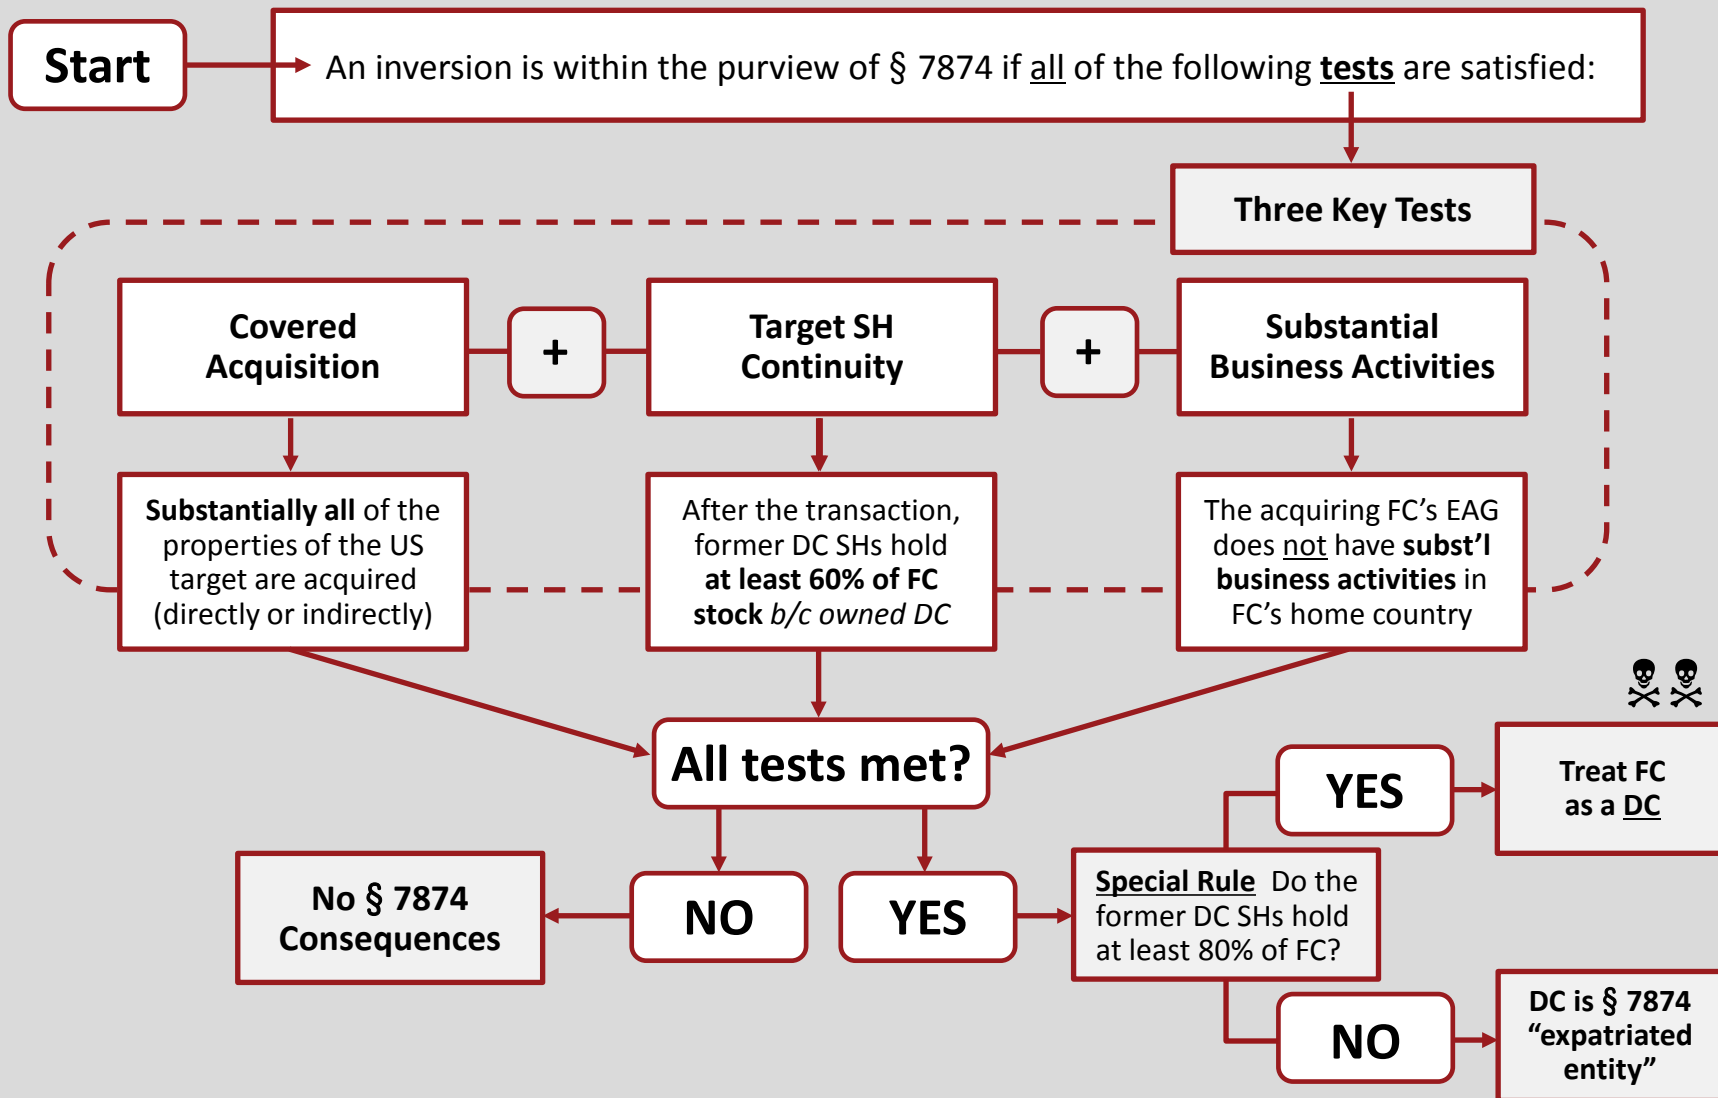 Start
An inversion is within the purview of § 7874 if all of the following tests are satisfied:
Three Key Tests
Covered
Acquisition
+
Target SH
Continuity
+
Substantial
Business Activities
Substantially all of the
properties of the US
target are acquired
(directly or indirectly)
After the transaction,
former DC SHs hold
at least 60% of FC
stock b/c owned DC
The acquiring FC’s EAG
does not have subst’l
business activities in
FC’s home country
All tests met?
YES
Treat FC
as a DC
No § 7874
Consequences
NO
YES
Special Rule Do the
former DC SHs hold
at least 80% of FC?
NO
DC is § 7874
“expatriated
entity”